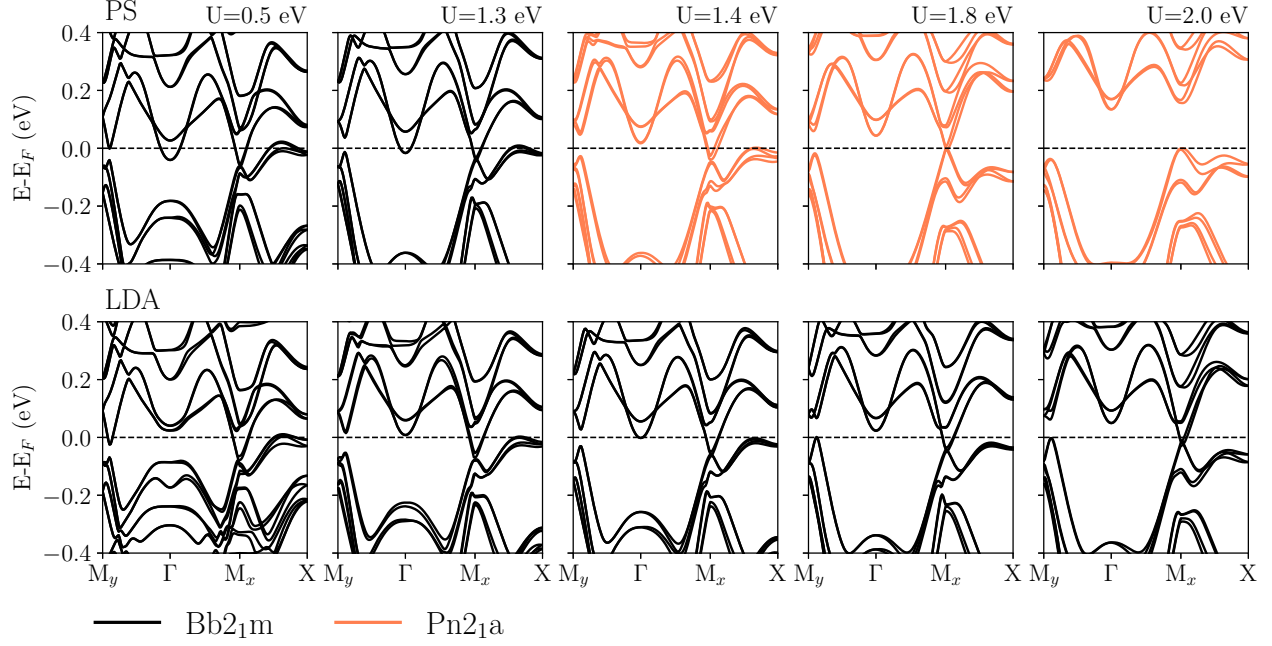 PS
U=0.5 eV
U=1.3 eV
U=1.4 eV
U=1.8 eV
U=2.0 eV
E-E_F (eV)
0.4
0.2
0.0
−0.2
−0.4
LDA
E-E_F (eV)
0.4
0.2
0.0
−0.2
−0.4
M_y Γ M_x X
M_y Γ M_x X
M_y Γ M_x X
M_y Γ M_x X
M_y Γ M_x X
Bb2₁m
Pn2₁a